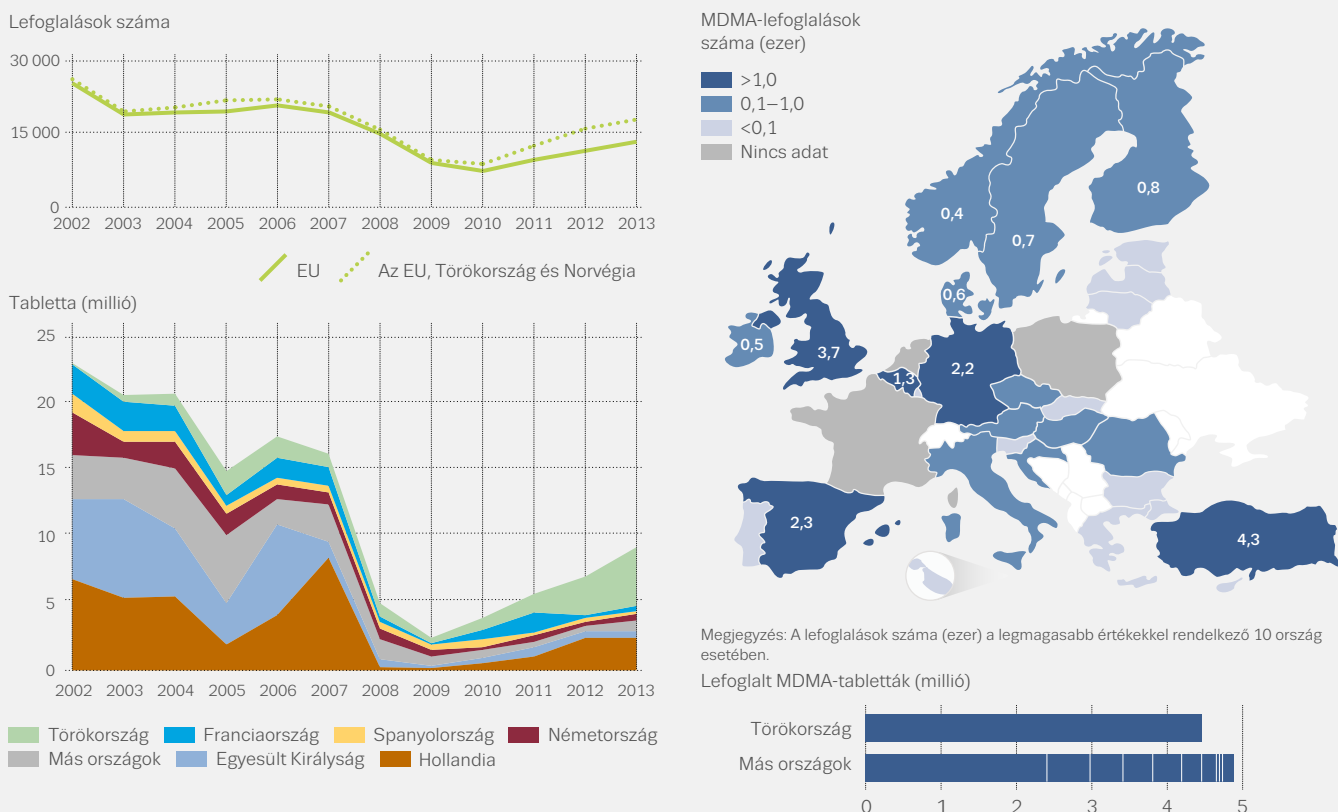 Lefoglalások száma
30 000
15 000
0
2002 2003 2004 2005 2006 2007 2008 2009 2010 2011 2012 2013
EU Az EU, Törökország és Norvégia
Tabletta (millió)
25
20
15
10
5
0
2002 2003 2004 2005 2006 2007 2008 2009 2010 2011 2012 2013
Törökország Franciaország Spanyolország Németország
Más országok Egyesült Királyság Hollandia
MDMA-lefoglalások
száma (ezer)
>1,0
0,1–1,0
<0,1
Nincs adat
0,8
0,4
0,7
0,6
0,5
3,7
2,2
1,3
2,3
4,3
Megjegyzés: A lefoglalások száma (ezer) a legmagasabb értékekkel rendelkező 10 ország
esetében.
Lefoglalt MDMA-tabletták (millió)
Törökország
Más országok
0 1 2 3 4 5